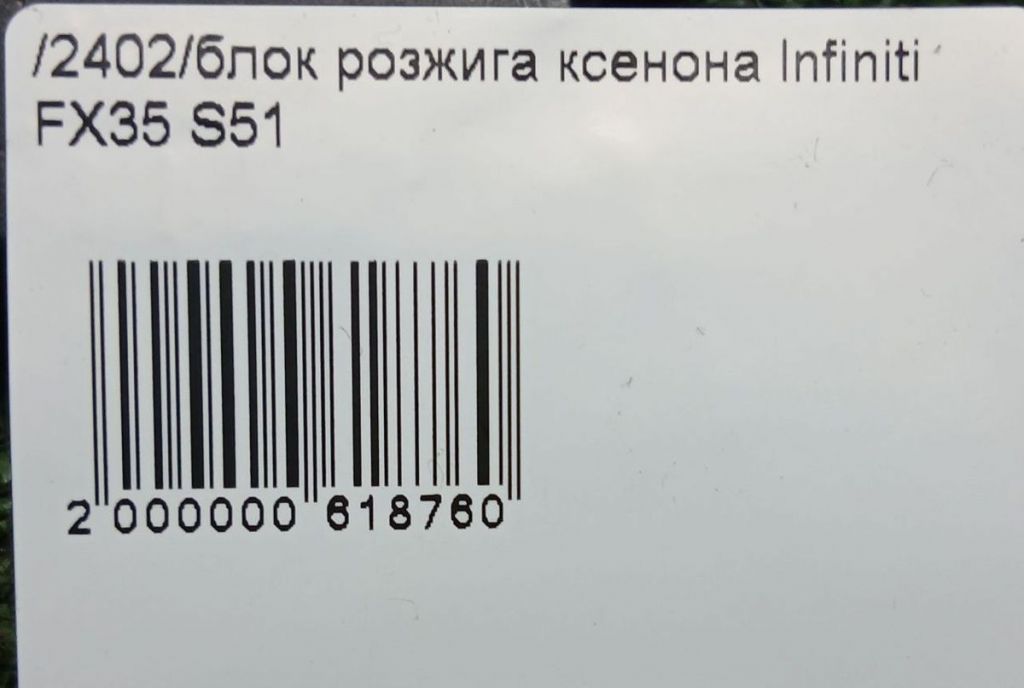 /2402/блок розжига ксенона Infiniti
FX35 S51
2 000000 618760